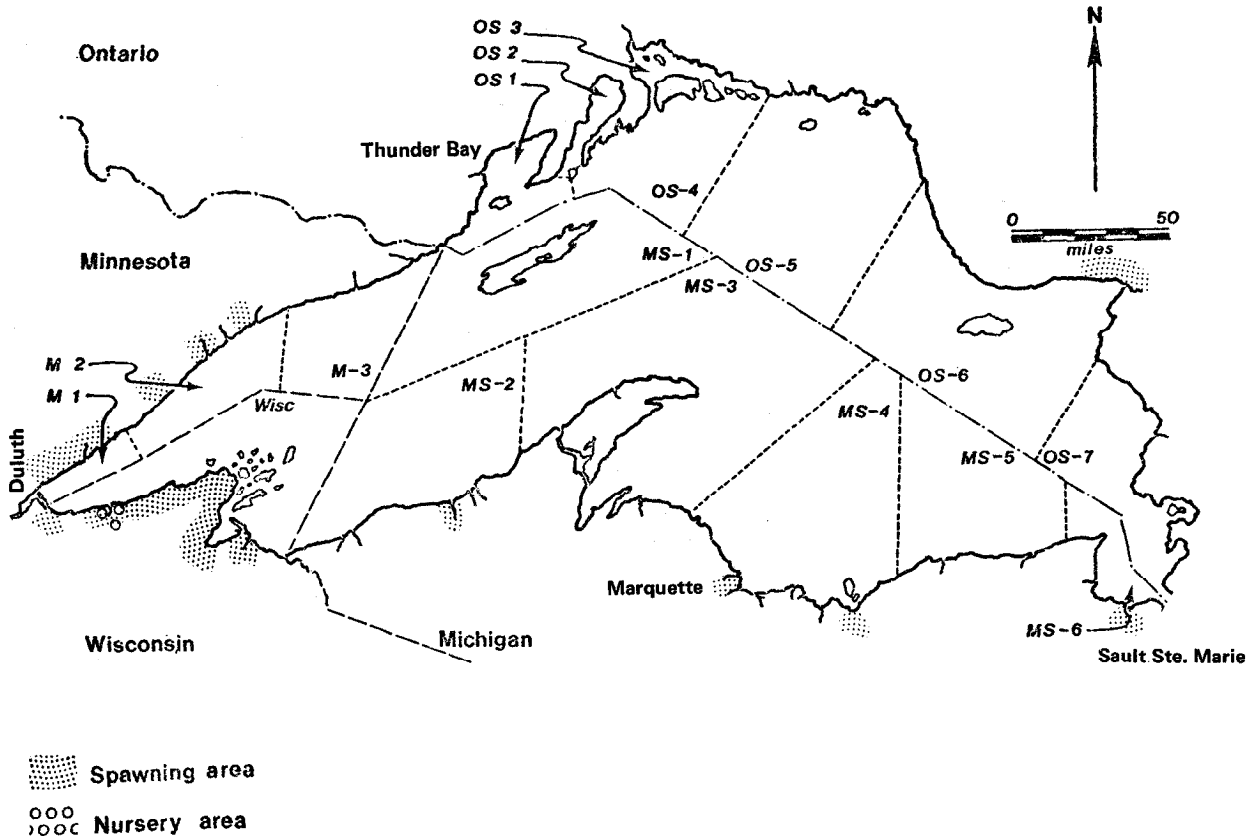 OS 3
OS 2
OS 1
N
Ontario
Thunder Bay
OS-4
0 50
miles
Minnesota
MS-1
OS-5
MS-3
M 2
M-3
MS-2
OS-6
M 1
Wisc
MS-4
Duluth
MS-5
OS-7
Marquette
MS-6
Wisconsin
Michigan
Sault Ste. Marie
Spawning area
Nursery area